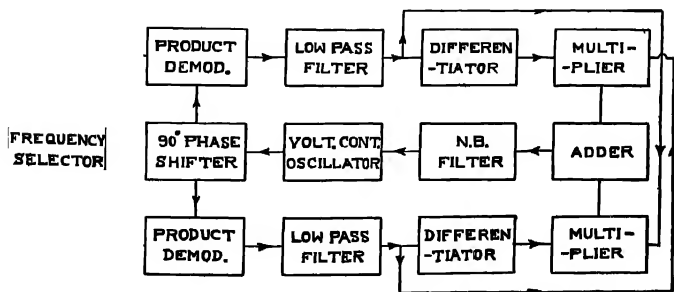 PRODUCT
DEMOD.
LOW PASS
FILTER
DIFFEREN
-TIATOR
MULTI-
-PLIER
FREQUENCY
SELECTOR
90° PHASE
SHIFTER
VOLT. CONT.
OSCILLATOR
N.B.
FILTER
ADDER
PRODUCT
DEMOD.
LOW PASS
FILTER
DIFFEREN
-TIATOR
MULTI-
-PLIER